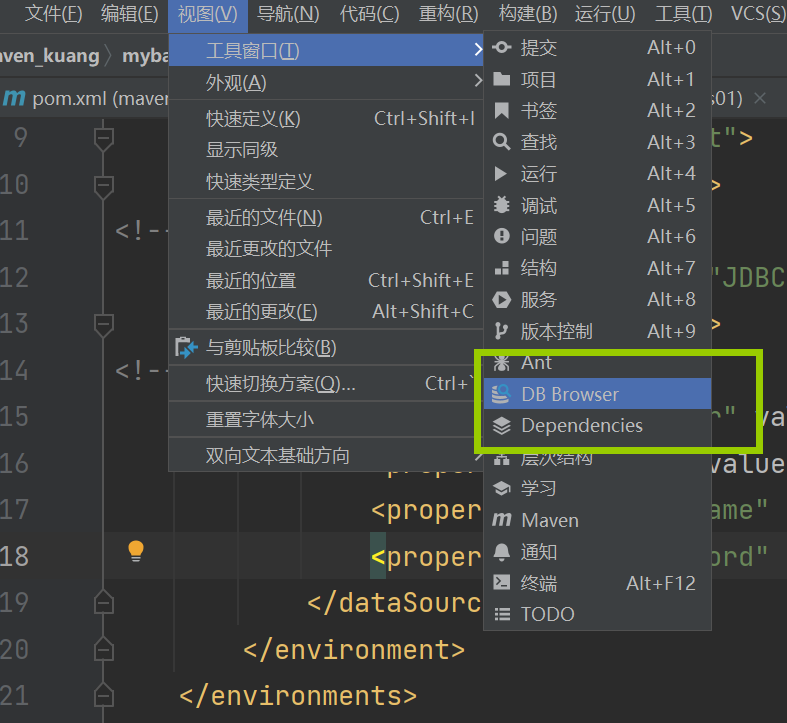 文件(F) 编辑(E) 视图(V) 导航(N) 代码(C) 重构(R) 构建(B) 运行(U) 工具(T) VCS(S)
aven_kuang mybа
pom.xml (maven s01)
工具窗口(T)
外观(A)
快速定义(K) Ctrl+Shift+I
显示同级
快速类型定义
最近的文件(N) Ctrl+E
最近更改的文件
最近的位置 Ctrl+Shift+E
最近的更改(E) Alt+Shift+C
与剪贴板比较(B)
快速切换方案(Q)... Ctrl+`
重置字体大小
双向文本基础方向
提交 Alt+0
项目 Alt+1
书签 Alt+2
查找 Alt+3
运行 Alt+4
调试 Alt+5
问题 Alt+6
结构 Alt+7
服务 Alt+8
版本控制 Alt+9
Ant
DB Browser
Dependencies
层次结构
学习
Maven
通知
终端 Alt+F12
TODO
9 t">
10 >
11 <!--
12 "JDBC
13 >
14 <!--
15 " va
16 proper value
17 <proper ame"
18 <proper ord"
19 </dataSourc
20 </environment>
21 </environments>